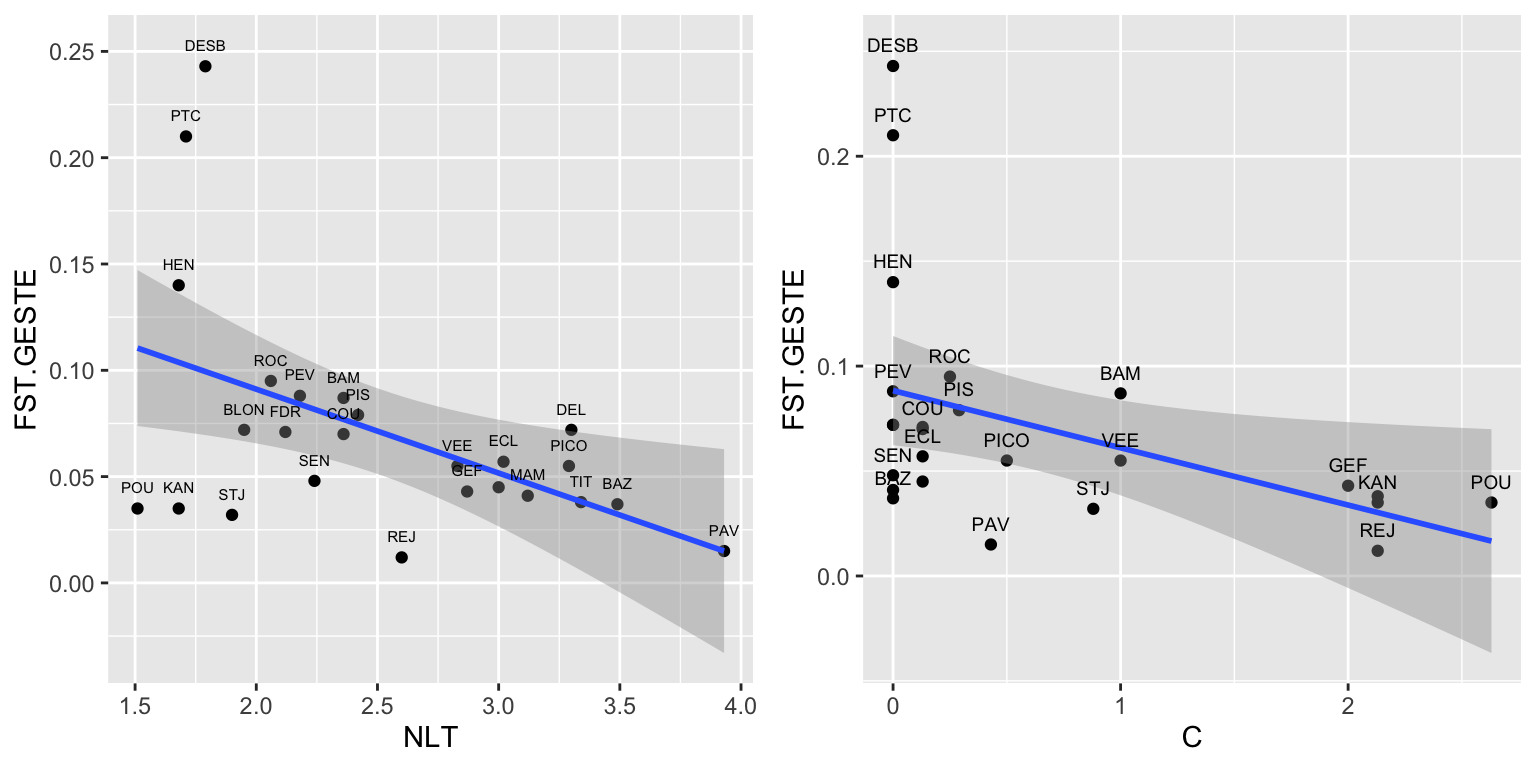 FST.GESTE
0.25
0.20
0.15
0.10
0.05
0.00
DESB
PTC
HEN
ROC
PEV
BAM
PIS
BLON
FDR
COU
DEL
VEE
ECL
PICO
SEN
GEF
MAM
TIT
BAZ
POU
KAN
STJ
REJ
PAV
1.5 2.0 2.5 3.0 3.5 4.0
NLT
FST.GESTE
0.2
0.1
0.0
DESB
PTC
HEN
ROC
PEV
BAM
PIS
COU
ECL
PICO
VEE
SEN
BAZ
GEF
KAN
POU
STJ
PAV
REJ
0 1 2
C